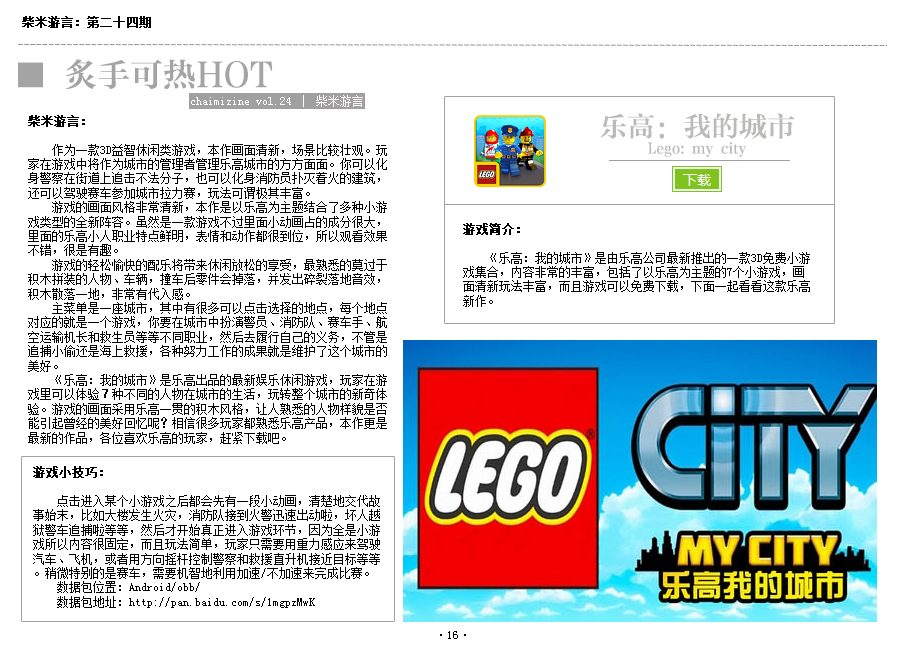 柴米游言：第二十四期
炙手可热HOT
chaimizine vol.24 | 柴米游言
柴米游言：
作为一款3D益智休闲类游戏，本作画面清新，场景比较壮观。玩
家在游戏中将作为城市的管理者管理乐高城市的方方面面。你可以化
身警察在街道上追击不法分子，也可以化身消防员扑灭着火的建筑，
还可以驾驶赛车参加城市拉力赛，玩法可谓极其丰富。
游戏的画面风格非常清新，本作是以乐高为主题结合了多种小游
戏类型的全新阵容。虽然是一款游戏不过里面小动画占的成分很大，
里面的乐高小人职业特点鲜明，表情和动作都很到位，所以观看效果
不错，很是有趣。
游戏的轻松愉快的配乐将带来休闲放松的享受，最熟悉的莫过于
积木拼装的人物、车辆，撞车后零件会掉落，并发出碎裂落地音效，
积木散落一地，非常有代入感。
主菜单是一座城市，其中有很多可以点击选择的地点，每个地点
对应的就是一个游戏，你要在城市中扮演警员、消防队、赛车手、航
空运输机长和救生员等等不同职业，然后去履行自己的义务，不管是
追捕小偷还是海上救援，各种努力工作的成果就是维护了这个城市的
美好。
《乐高：我的城市》是乐高出品的最新娱乐休闲游戏，玩家在游
戏里可以体验７种不同的人物在城市的生活，玩转整个城市的新奇体
验。游戏的画面采用乐高一贯的积木风格，让人熟悉的人物样貌是否
能引起曾经的美好回忆呢？相信很多玩家都熟悉乐高产品，本作更是
最新的作品，各位喜欢乐高的玩家，赶紧下载吧。
游戏小技巧：
点击进入某个小游戏之后都会先有一段小动画，清楚地交代故
事始末，比如大楼发生火灾，消防队接到火警迅速出动啦，坏人越
狱警车追捕啦等等，然后才开始真正进入游戏环节，因为全是小游
戏所以内容很固定，而且玩法简单，玩家只需要用重力感应来驾驶
汽车、飞机，或者用方向摇杆控制警察和救援直升机接近目标等等
。稍微特别的是赛车，需要机智地利用加速/不加速来完成比赛。
数据包位置：Android/obb/
数据包地址：http://pan.baidu.com/s/1mgpzMwK
LEGO
乐高：我的城市
Lego: my city
下载
游戏简介：
《乐高：我的城市》是由乐高公司最新推出的一款3D免费小游
戏集合，内容非常的丰富，包括了以乐高为主题的7个小游戏，画
面清新玩法丰富，而且游戏可以免费下载，下面一起看看这款乐高
新作。
LEGO®
CITY
MY CITY
乐高我的城市
·16·